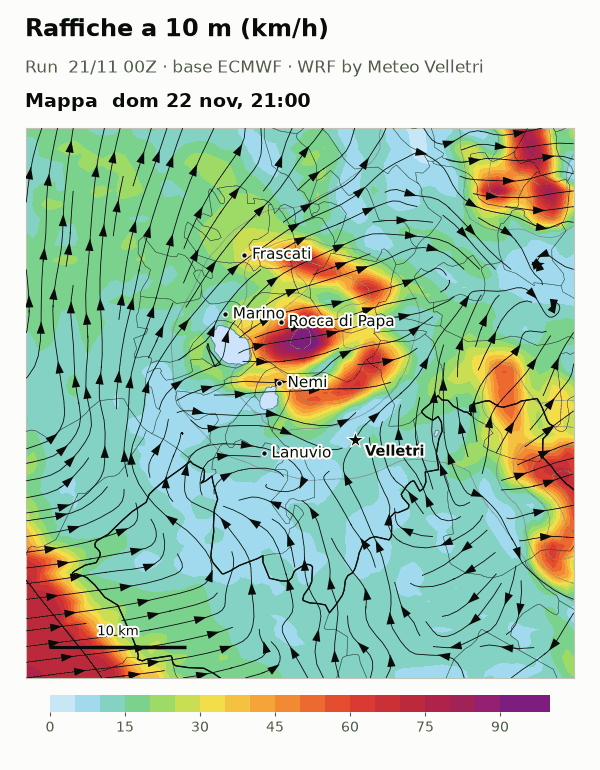 Raffiche a 10 m (km/h)
Run  21/11 00Z · base ECMWF · WRF by Meteo Velletri
Mappa  dom 22 nov, 21:00
Frascati
Marino
Rocca di Papa
Nemi
Velletri
Lanuvio
10 km
0 15 30 45 60 75 90